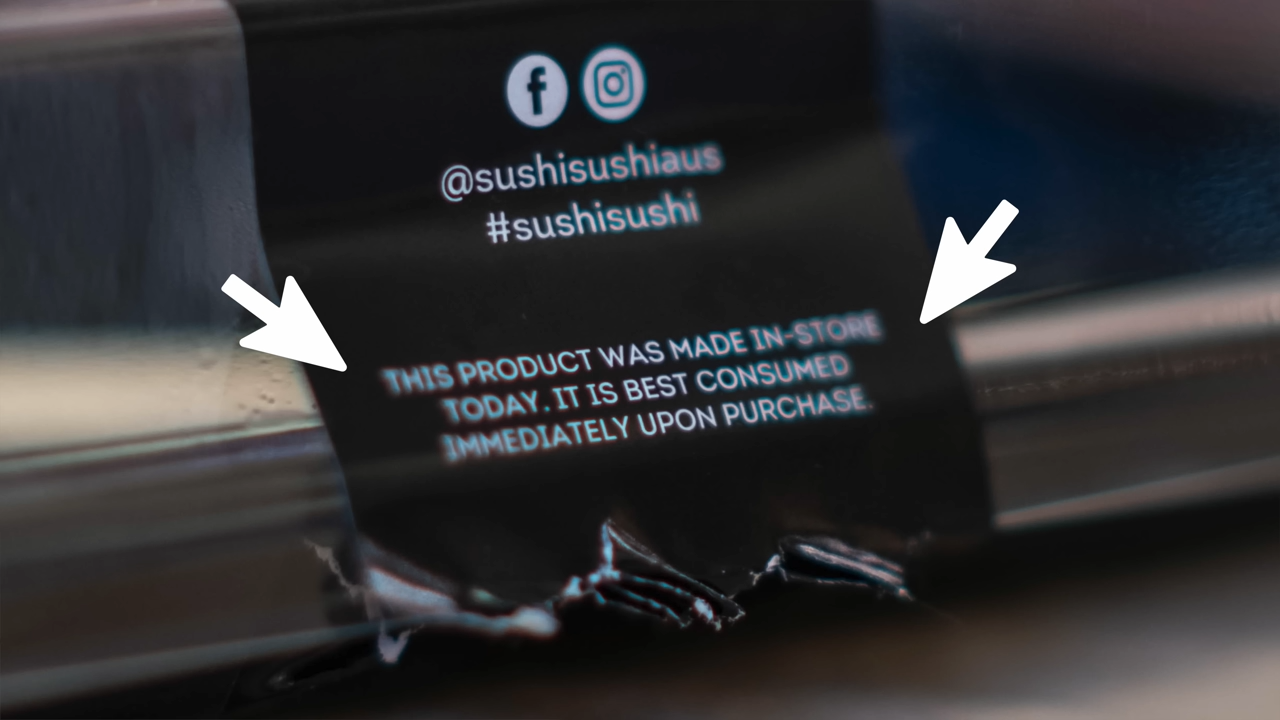 @sushisushiaus
#sushisushi
THIS PRODUCT WAS MADE IN-STORE
TODAY. IT IS BEST CONSUMED
IMMEDIATELY UPON PURCHASE.